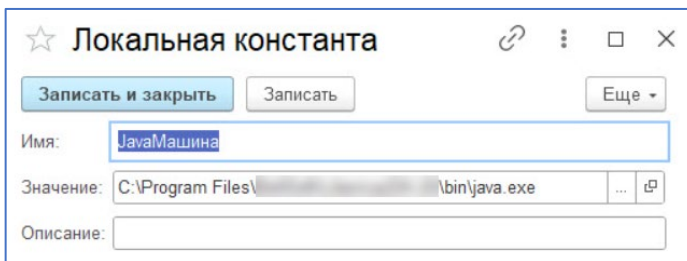 Локальная константа
Записать и закрыть Записать Еще
Имя: JavaМашина
Значение: C:\Program Files\ \bin\java.exe ...
Описание: